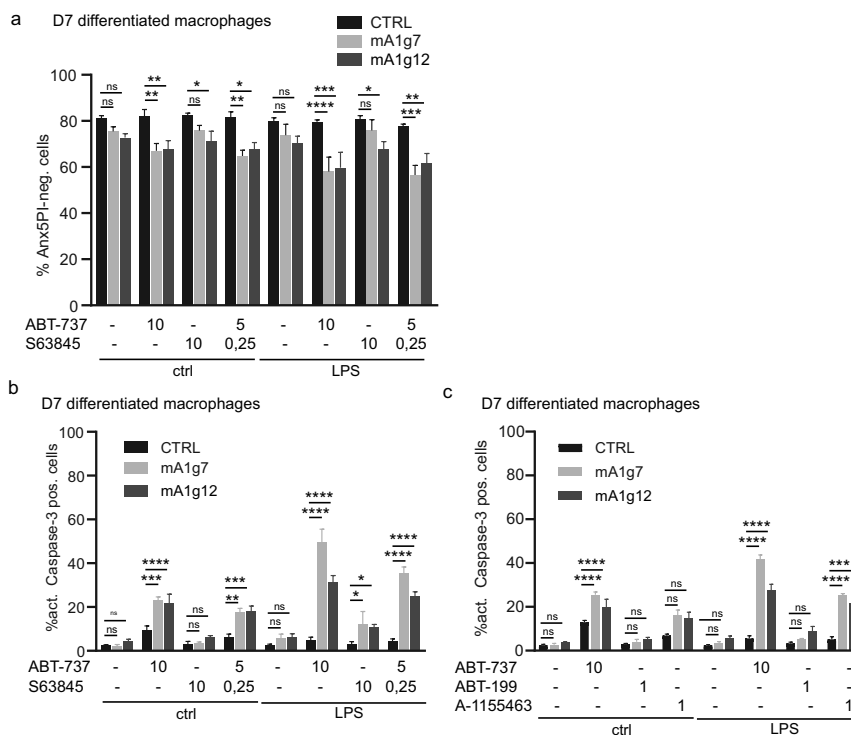 a D7 differentiated macrophages
CTRL
mA1g7
mA1g12
% Anx5PI-neg. cells
100
80
60
40
20
0
ns ** * * ns *** * **
ns ** ns ** ns **** ns ***
ABT-737 - 10 - 5 - 10 - 5
S63845 - - 10 0,25 - - 10 0,25
ctrl LPS
b D7 differentiated macrophages
%act. Caspase-3 pos. cells
100
80
60
40
20
0
CTRL
mA1g7
mA1g12
ns **** ns *** ns **** * ****
ns *** ns ** ns **** * ****
ABT-737 - 10 - 5 - 10 - 5
S63845 - - 10 0,25 - - 10 0,25
ctrl LPS
c D7 differentiated macrophages
%act. Caspase-3 pos. cells
100
80
60
40
20
0
CTRL
mA1g7
mA1g12
ns **** ns ns ns **** ns ***
ns **** ns ns ns **** ns ****
ABT-737 - 10 - - - 10 - -
ABT-199 - - 1 - - - 1 -
A-1155463 - - - 1 - - - 1
ctrl LPS